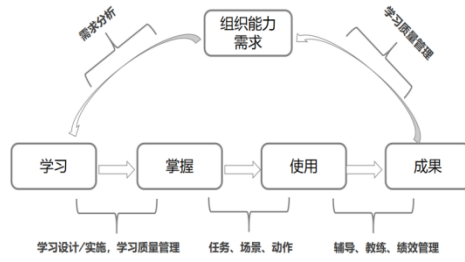 需求分析
组织能力
需求
学习质量管理
学习
掌握
使用
成果
学习设计/实施，学习质量管理
任务、场景、动作
辅导、教练、绩效管理